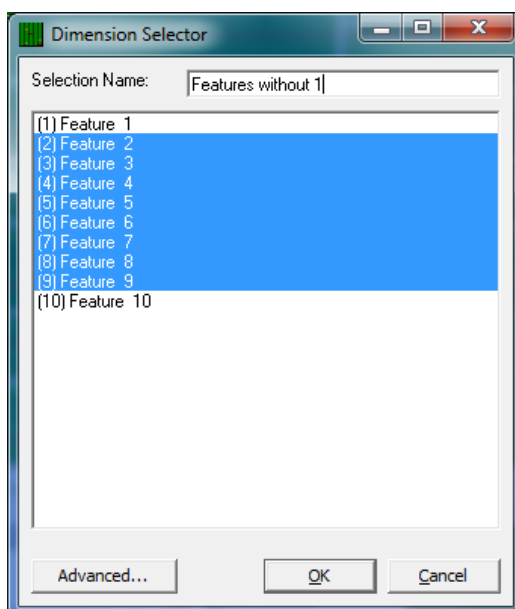 Dimension Selector
Selection Name: Features without 1
(1) Feature 1
(2) Feature 2
(3) Feature 3
(4) Feature 4
(5) Feature 5
(6) Feature 6
(7) Feature 7
(8) Feature 8
(9) Feature 9
(10) Feature 10
Advanced... OK Cancel